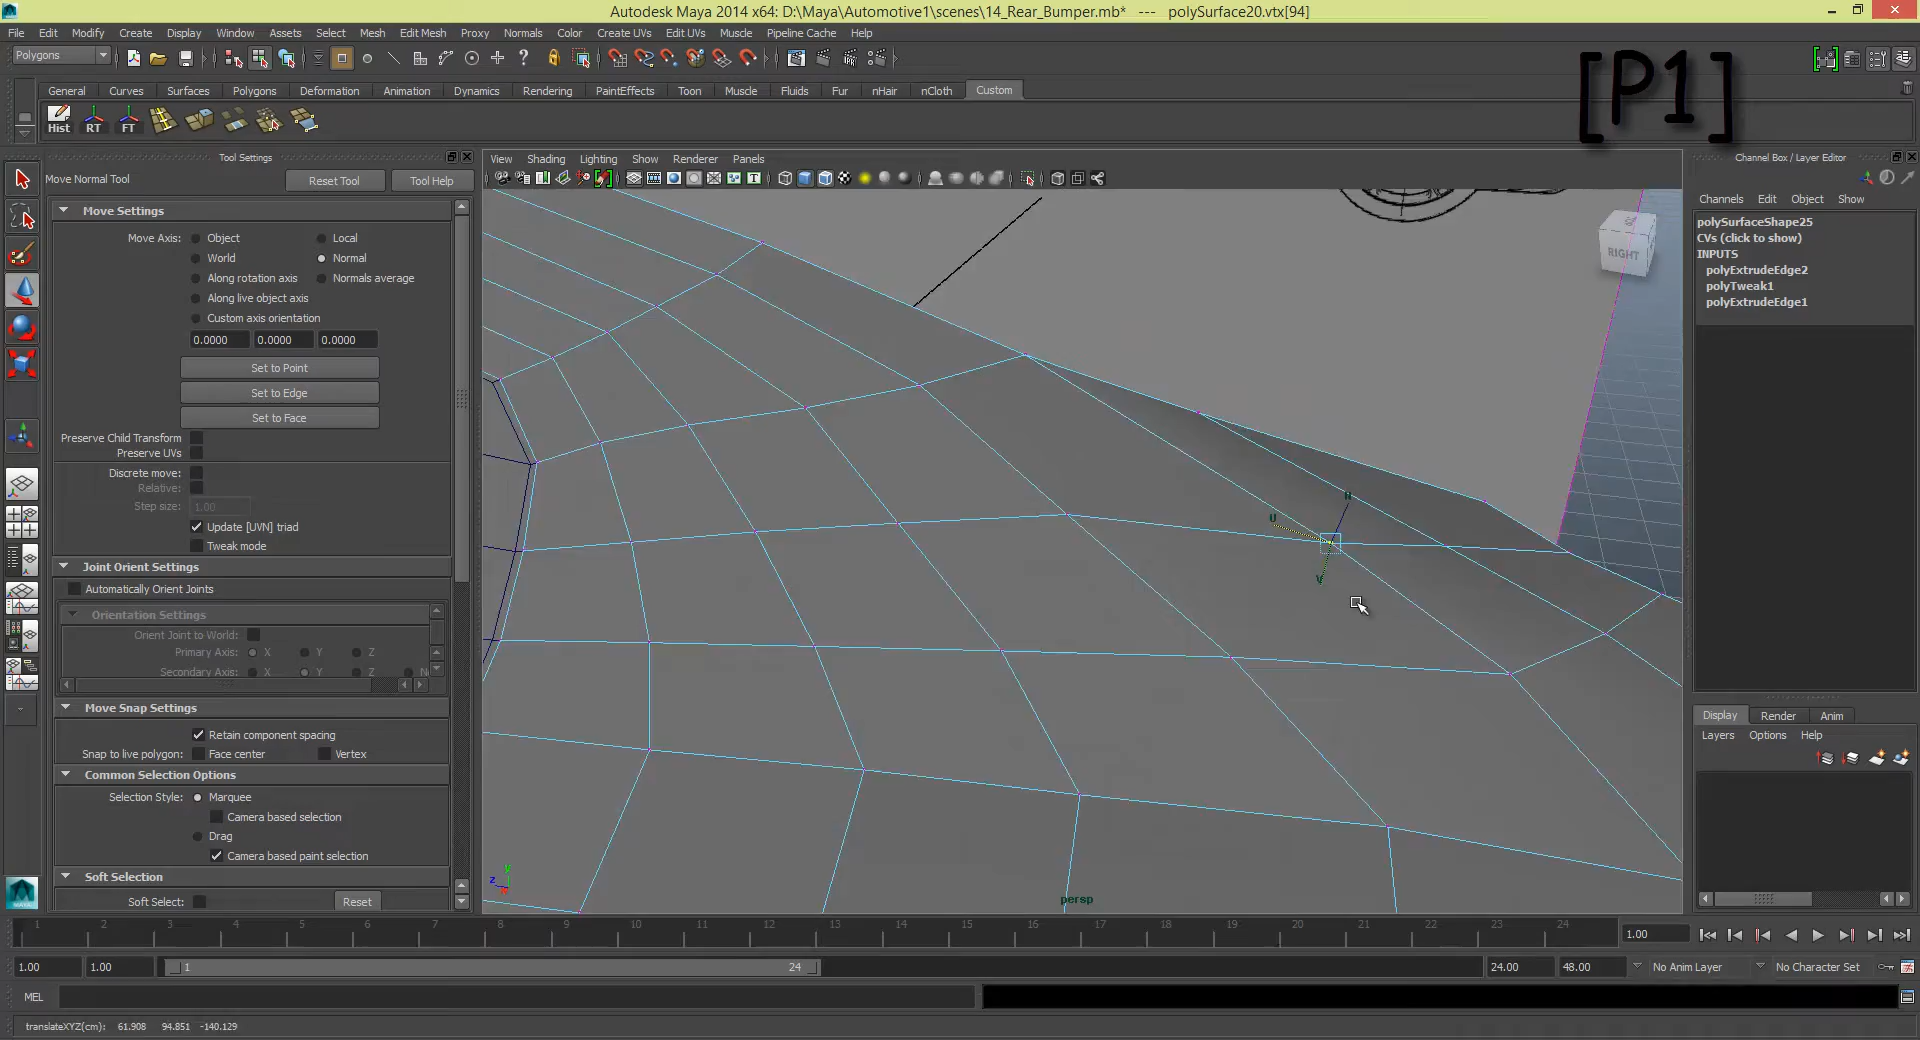 Autodesk Maya 2014 x64: D:\Maya\Automotive1\scenes\14_Rear_Bumper.mb* --- polySurface20.vtx[94]
File Edit Modify Create Display Window Assets Select Mesh Edit Mesh Proxy Normals Color Create UVs Edit UVs Muscle Pipeline Cache Help
Polygons
[P1]
General Curves Surfaces Polygons Deformation Animation Dynamics Rendering PaintEffects Toon Muscle Fluids Fur nHair nCloth Custom
Hist RT FT
Tool Settings
Move Normal Tool Reset Tool Tool Help
Move Settings
Move Axis: Object Local
World Normal
Along rotation axis Normals average
Along live object axis
Custom axis orientation
0.0000 0.0000 0.0000
Set to Point
Set to Edge
Set to Face
Preserve Child Transform
Preserve UVs
Discrete move:
Relative:
Step size: 1.00
Update [UVN] triad
Tweak mode
Joint Orient Settings
Automatically Orient Joints
Orientation Settings
Orient Joint to World:
Primary Axis: X Y Z
Secondary Axis: X Y Z
Move Snap Settings
Retain component spacing
Snap to live polygon: Face center Vertex
Common Selection Options
Selection Style: Marquee
Camera based selection
Drag
Camera based paint selection
Soft Selection
Soft Select: Reset
View Shading Lighting Show Renderer Panels
RIGHT
N
U
V
y
z
x
persp
Channel Box / Layer Editor
Channels Edit Object Show
polySurfaceShape25
CVs (click to show)
INPUTS
polyExtrudeEdge2
polyTweak1
polyExtrudeEdge1
Display Render Anim
Layers Options Help
1 2 3 4 5 6 7 8 9 10 11 12 13 14 15 16 17 18 19 20 21 22 23 24
1.00
1.00 1.00 1 24 24.00 48.00 No Anim Layer No Character Set
MEL
translateXYZ(cm): 61.908 94.851 -140.129